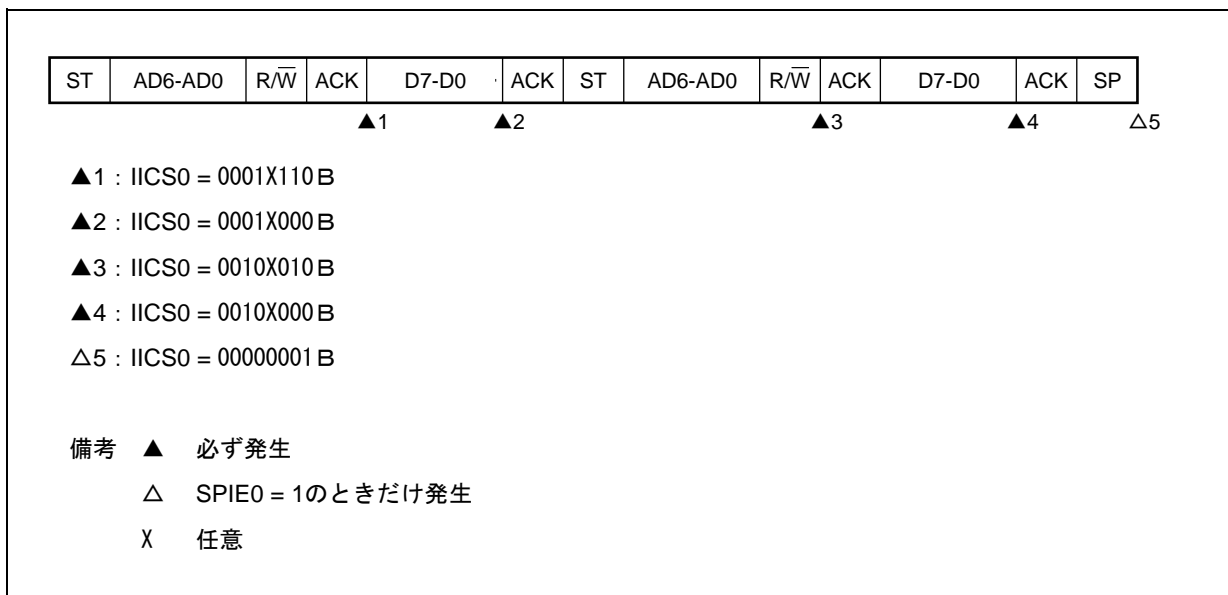 ST AD6-AD0 R/W̅ ACK D7-D0 ACK ST AD6-AD0 R/W̅ ACK D7-D0 ACK SP
▲1 ▲2 ▲3 ▲4 △5
▲1：IICS0 = 0001X110B
▲2：IICS0 = 0001X000B
▲3：IICS0 = 0010X010B
▲4：IICS0 = 0010X000B
△5：IICS0 = 00000001B
備考 ▲ 必ず発生
△ SPIE0 = 1のときだけ発生
X 任意